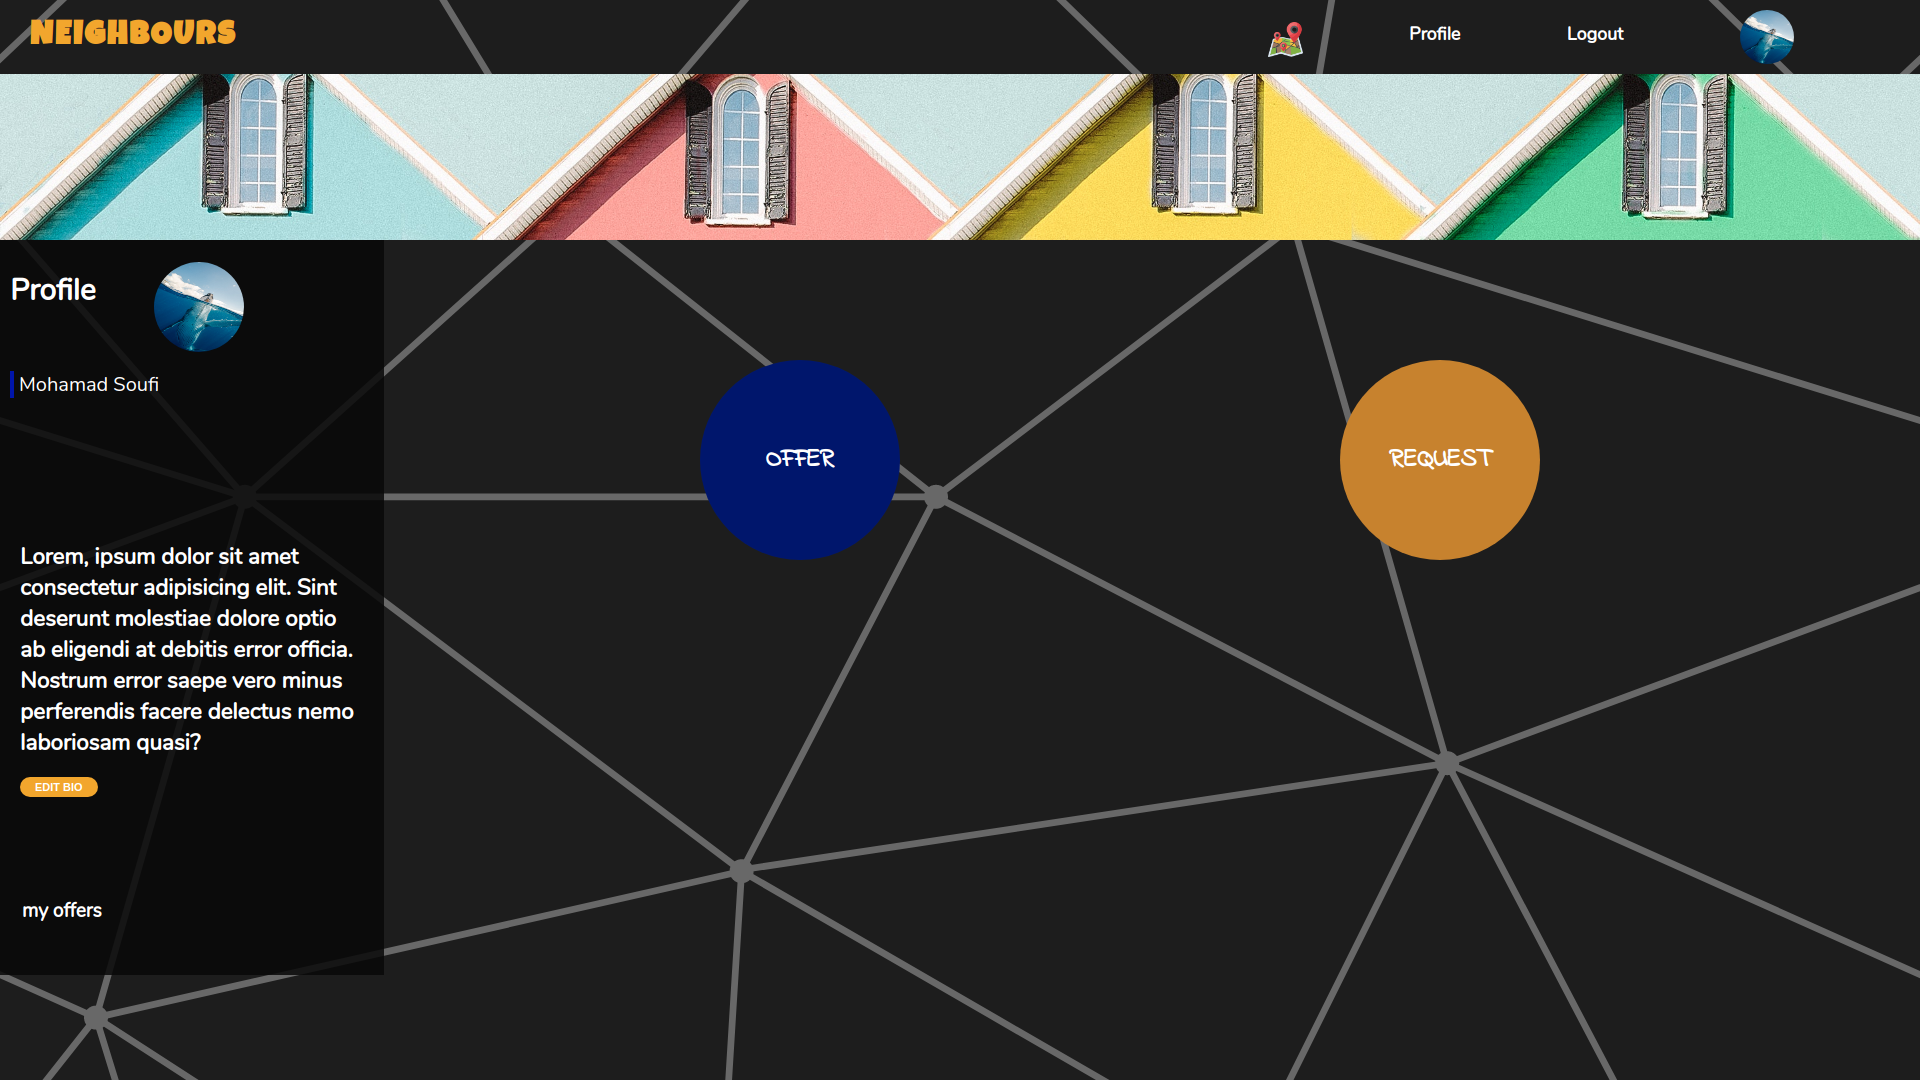 NEIGHBOURS
Profile
Logout
Profile
Mohamad Soufi
OFFER
REQUEST
Lorem, ipsum dolor sit amet
consectetur adipisicing elit. Sint
deserunt molestiae dolore optio
ab eligendi at debitis error officia.
Nostrum error saepe vero minus
perferendis facere delectus nemo
laboriosam quasi?
EDIT BIO
my offers